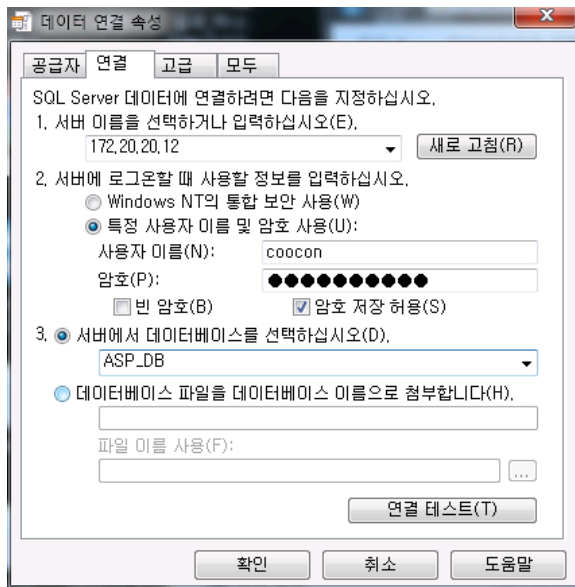 데이터 연결 속성
공급자 연결 고급 모두
SQL Server 데이터에 연결하려면 다음을 지정하십시오.
1. 서버 이름을 선택하거나 입력하십시오(E).
172.20.20.12 새로 고침(R)
2. 서버에 로그온할 때 사용할 정보를 입력하십시오.
Windows NT의 통합 보안 사용(W)
특정 사용자 이름 및 암호 사용(U):
사용자 이름(N): coocon
암호(P): ●●●●●●●●●●
빈 암호(B) 암호 저장 허용(S)
3. 서버에서 데이터베이스를 선택하십시오(D).
ASP_DB
데이터베이스 파일을 데이터베이스 이름으로 첨부합니다(H).
파일 이름 사용(F):
...
연결 테스트(T)
확인 취소 도움말